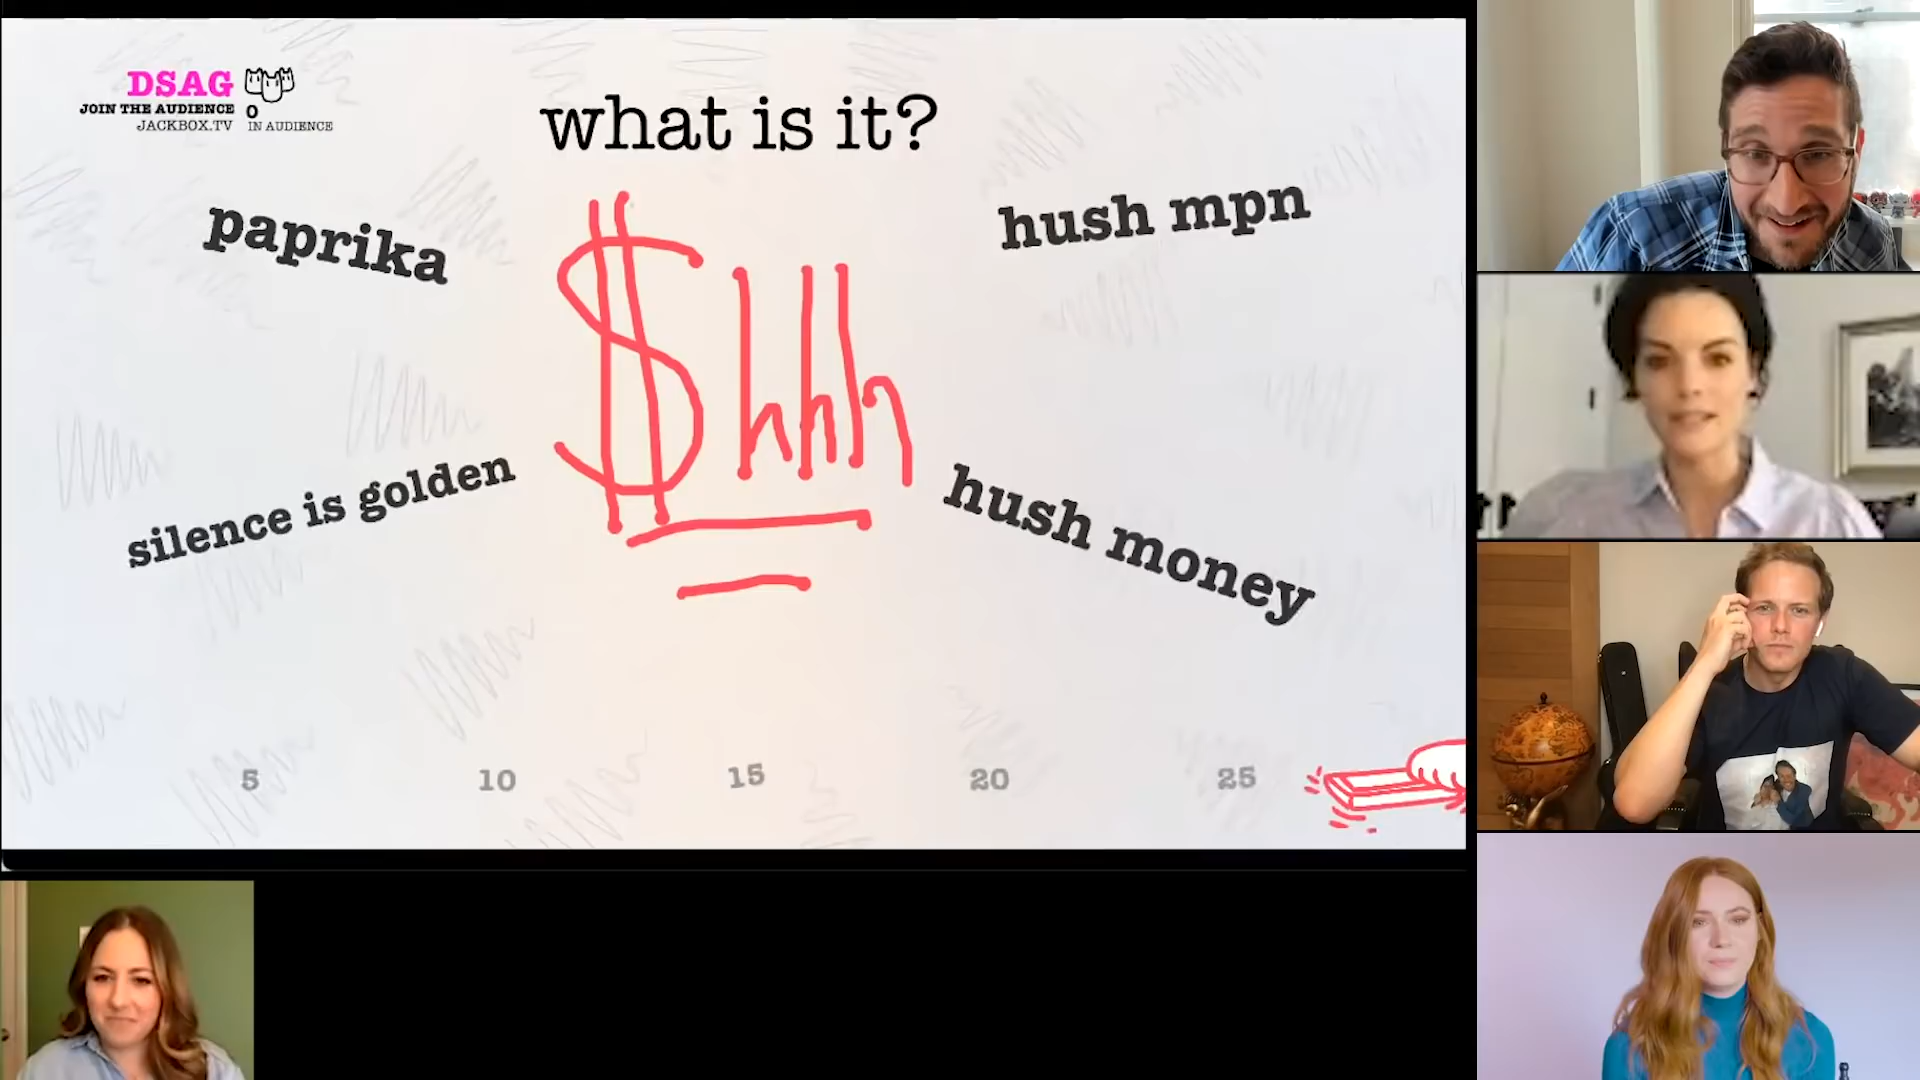 DSAG
JOIN THE AUDIENCE
JACKBOX.TV
0
IN AUDIENCE
what is it?
paprika
hush mpn
$hhh
silence is golden
hush money
5
10
15
20
25